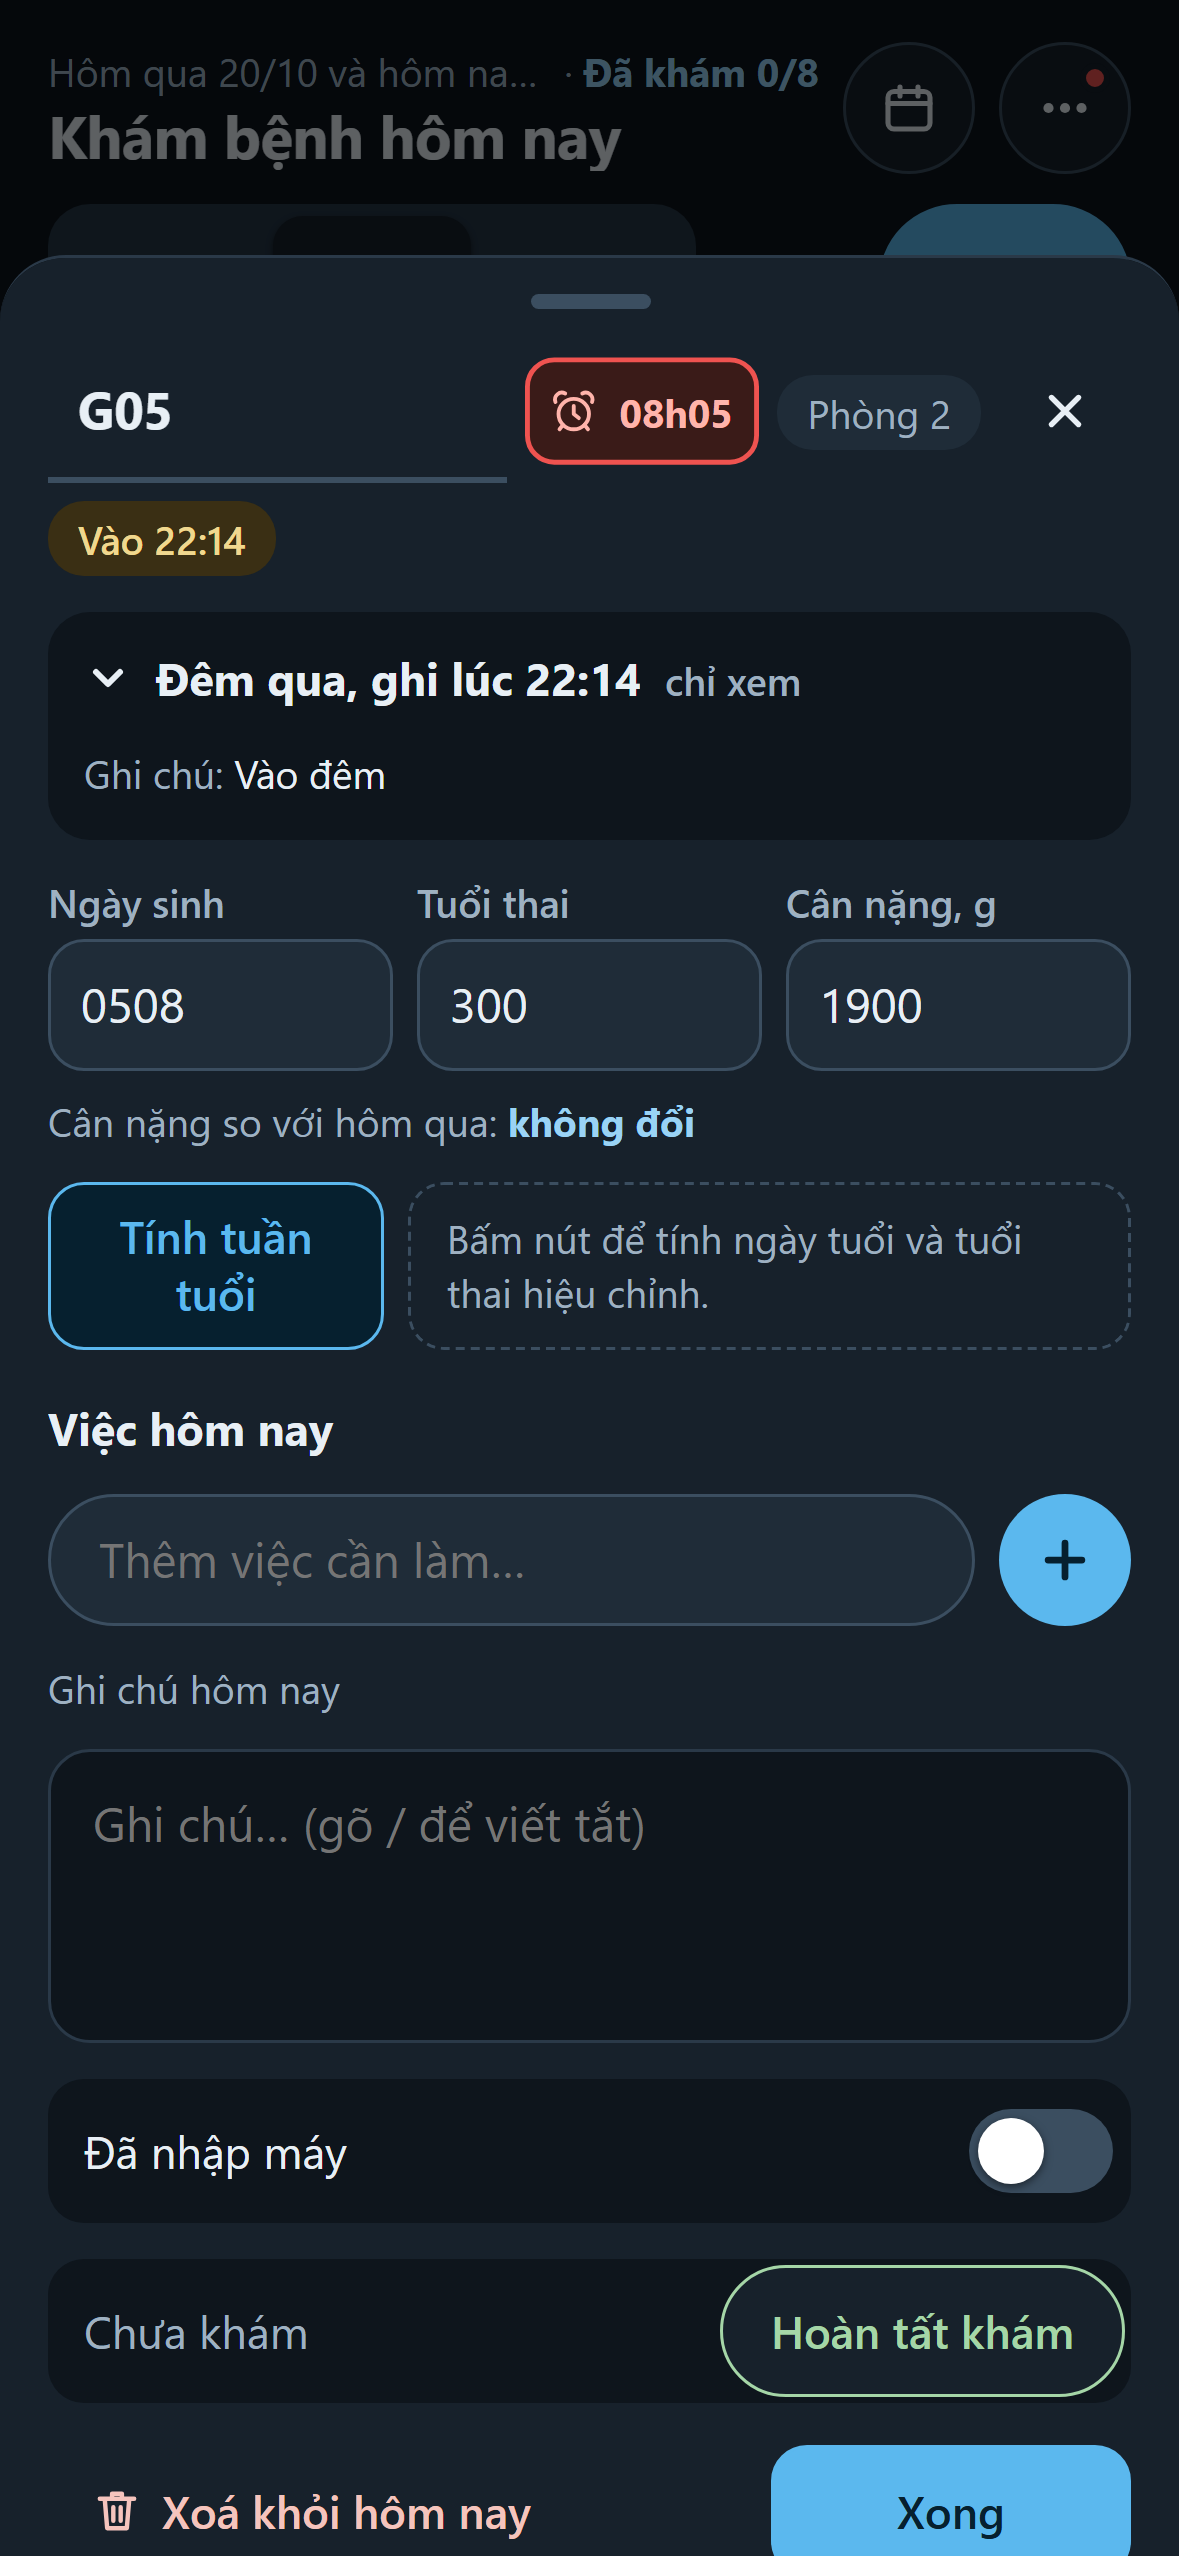 Hôm qua 20/10 và hôm na... · Đã khám 0/8
Khám bệnh hôm nay
G05
08h05
Phòng 2
Vào 22:14
Đêm qua, ghi lúc 22:14 chỉ xem
Ghi chú: Vào đêm
Ngày sinh
Tuổi thai
Cân nặng, g
0508
300
1900
Cân nặng so với hôm qua: không đổi
Tính tuần
tuổi
Bấm nút để tính ngày tuổi và tuổi
thai hiệu chỉnh.
Việc hôm nay
Thêm việc cần làm...
Ghi chú hôm nay
Ghi chú... (gõ / để viết tắt)
Đã nhập máy
Chưa khám
Hoàn tất khám
Xoá khỏi hôm nay
Xong